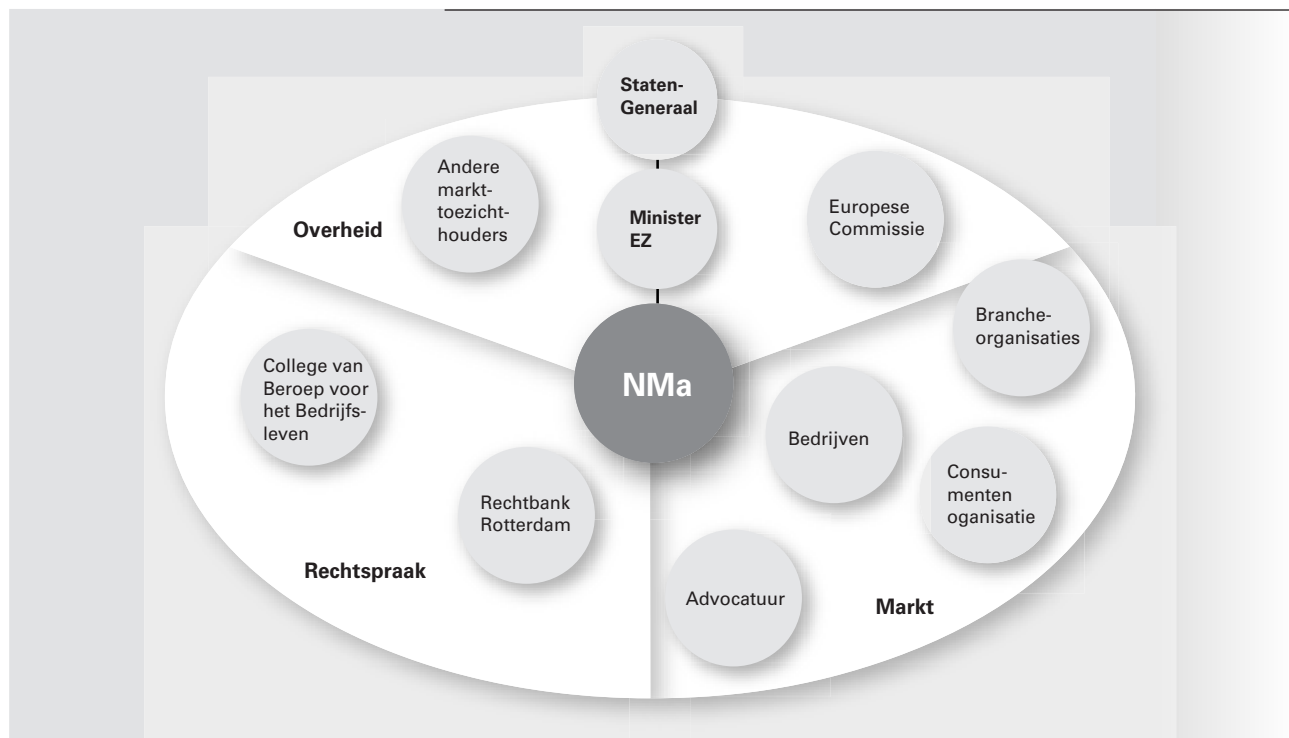 Staten-
Generaal
Andere
markt-
toezicht-
houders
Overheid
Minister
EZ
Europese
Commissie
Branche-
organisaties
NMa
College van
Beroep voor
het Bedrijfs-
leven
Bedrijven
Consu-
menten
oganisatie
Rechtbank
Rotterdam
Rechtspraak
Advocatuur
Markt